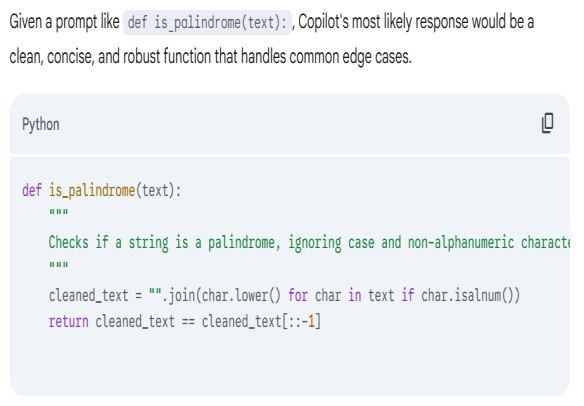 Given a prompt like def is_palindrome(text): , Copilot's most likely response would be a
clean, concise, and robust function that handles common edge cases.
Python
def is_palindrome(text):
    """
    Checks if a string is a palindrome, ignoring case and non-alphanumeric characte
    """
    cleaned_text = "".join(char.lower() for char in text if char.isalnum())
    return cleaned_text == cleaned_text[::-1]